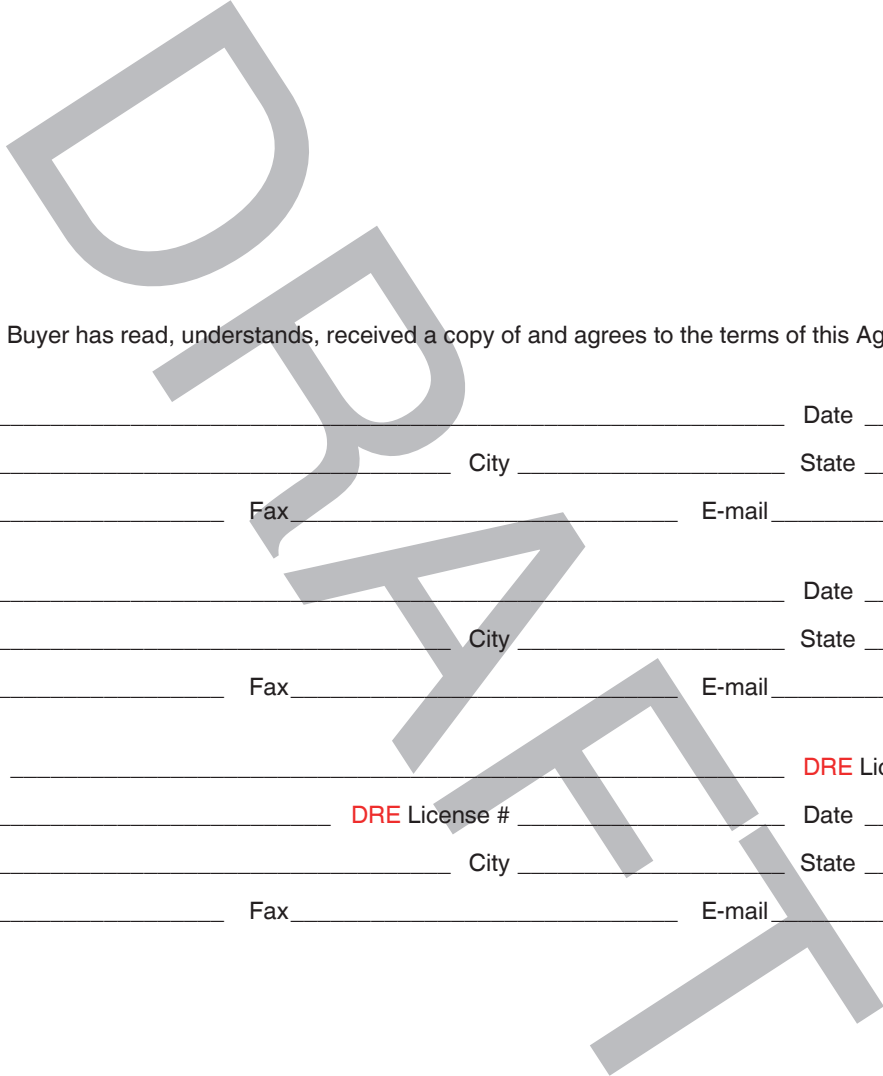 Buyer has read, understands, received a copy of and agrees to the terms of this Ag
Date
City State
Fax E-mail
Date
City State
Fax E-mail
DRE Lic
DRE License # Date
City State
Fax E-mail
DRAFT